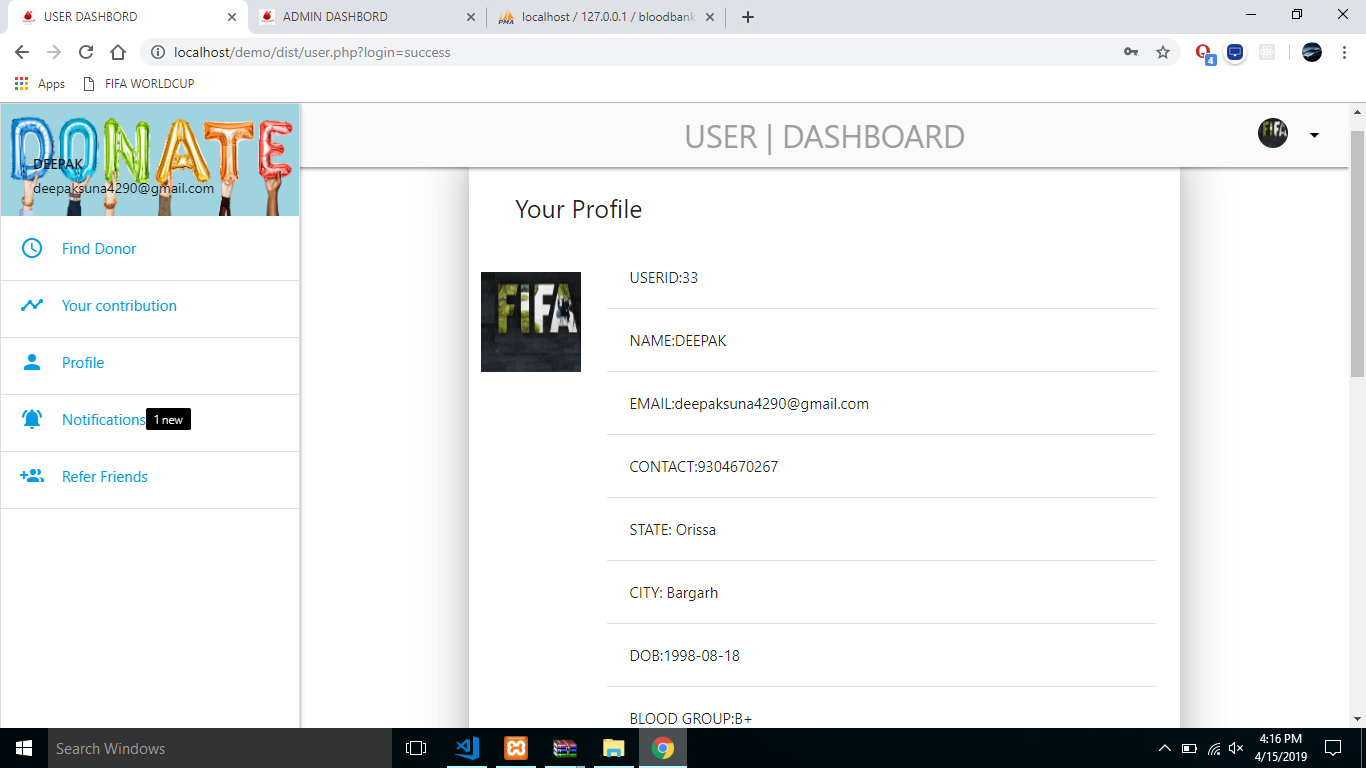 USER DASHBORD
ADMIN DASHBORD
localhost / 127.0.0.1 / bloodbank
localhost/demo/dist/user.php?login=success
4
Apps
FIFA WORLDCUP
DONATE
DEEPAK
deepaksuna4290@gmail.com
USER | DASHBOARD
FIFA
Find Donor
Your contribution
Profile
Notifications 1 new
Refer Friends
Your Profile
FIFA
USERID:33
NAME:DEEPAK
EMAIL:deepaksuna4290@gmail.com
CONTACT:9304670267
STATE: Orissa
CITY: Bargarh
DOB:1998-08-18
BLOOD GROUP:B+
Search Windows
4:16 PM
4/15/2019